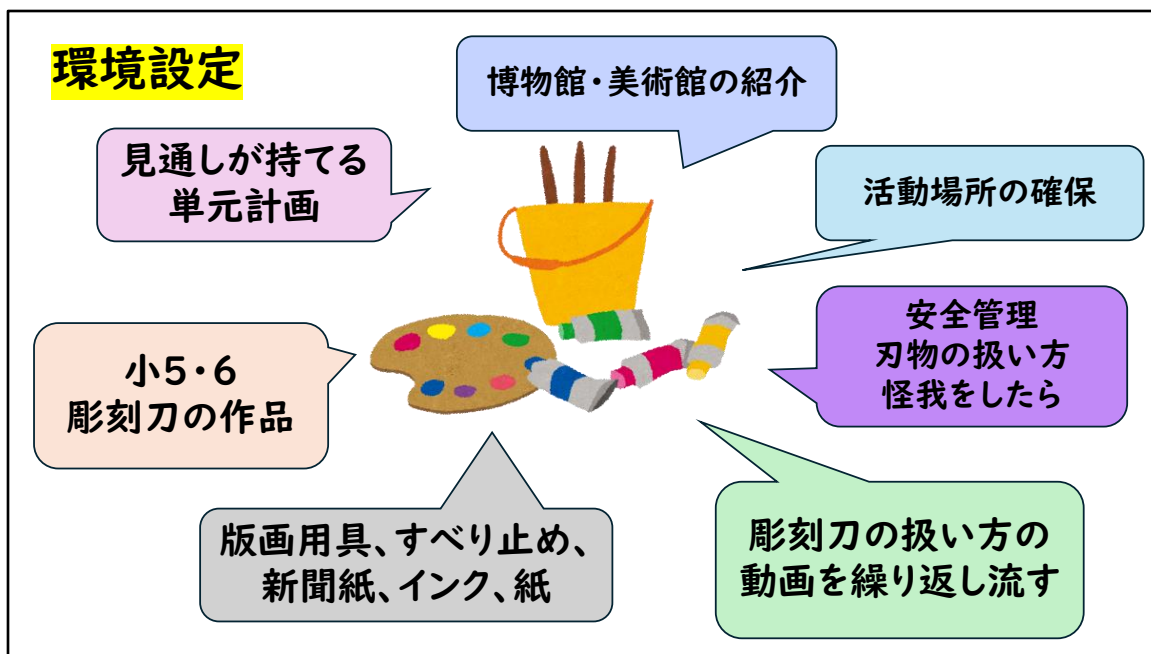 環境設定
博物館・美術館の紹介
見通しが持てる
単元計画
活動場所の確保
安全管理
刃物の扱い方
怪我をしたら
小5・6
彫刻刀の作品
版画用具、すべり止め、
新聞紙、インク、紙
彫刻刀の扱い方の
動画を繰り返し流す